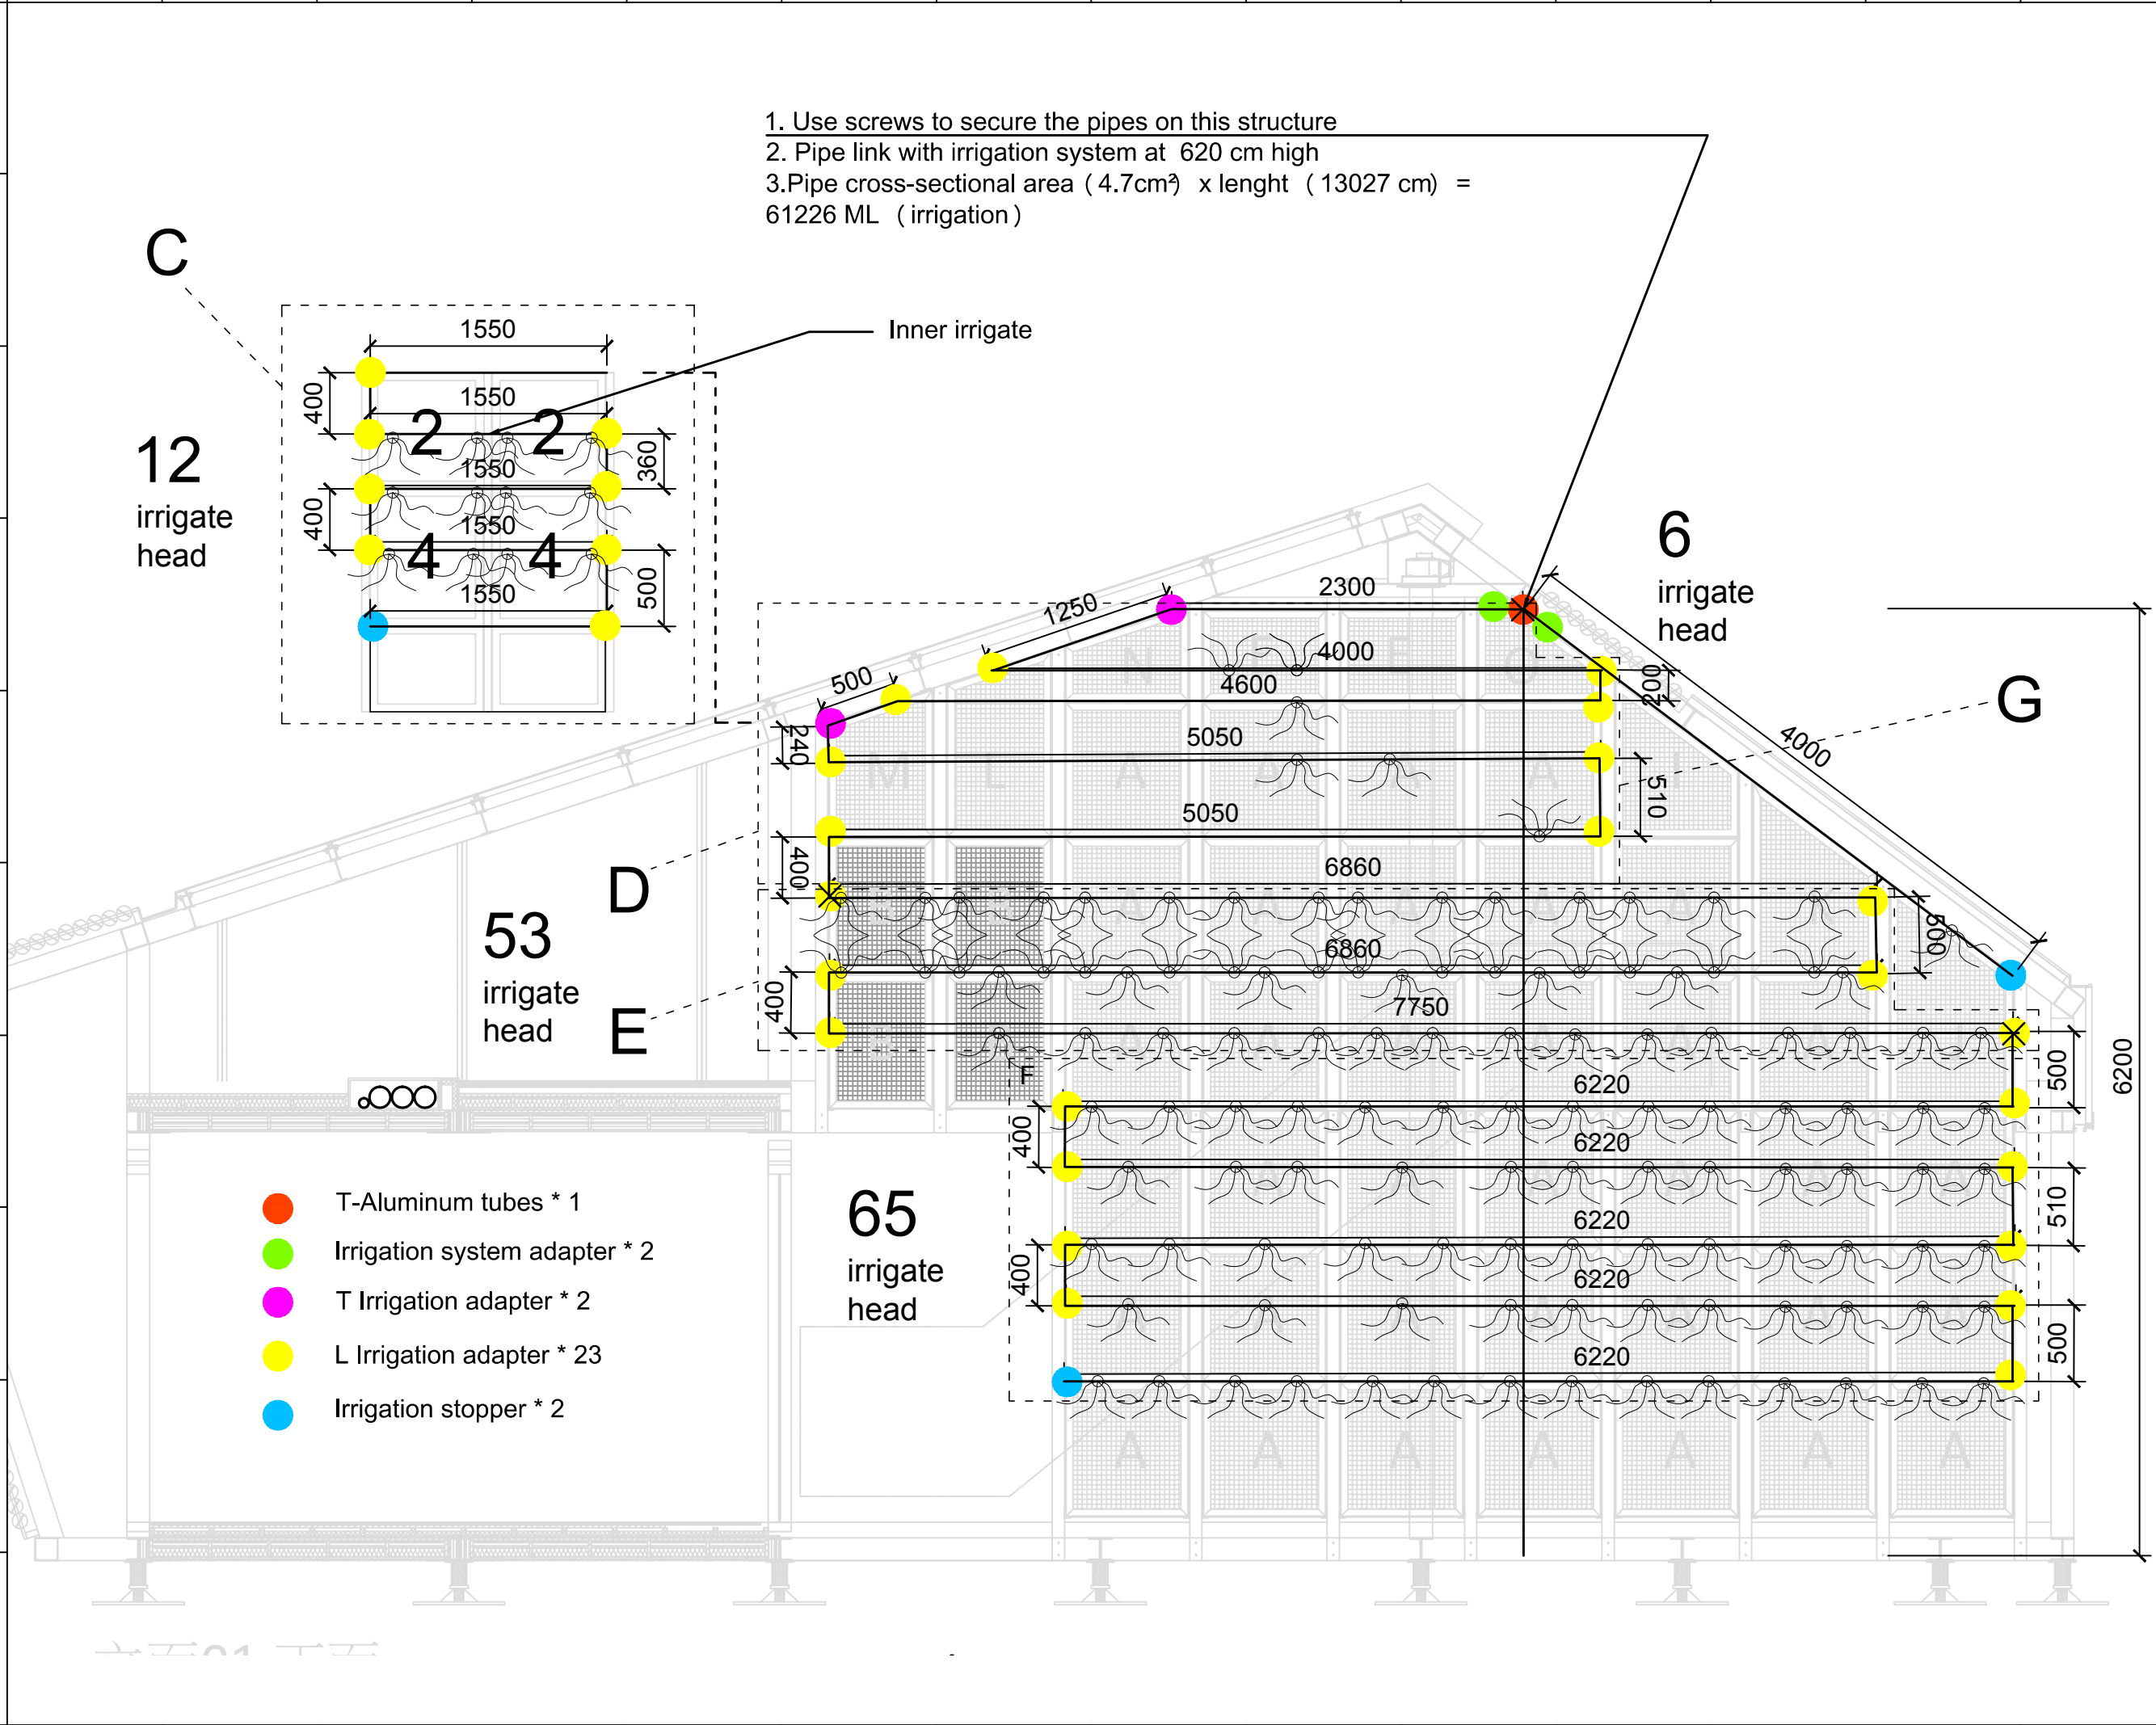 1. Use screws to secure the pipes on this structure
2. Pipe link with irrigation system at 620 cm high
3.Pipe cross-sectional area （4.7cm²） x lenght （13027 cm） =
61226 ML （irrigation）
C
Inner irrigate
1550
400
1550
2 2
12
irrigate
head
1550
360
400
1550
4 4
1550
500
6
irrigate
head
2300
1250
4000
200
500
4600
G
4000
240
5050
510
5050
D
400
6860
53
irrigate
head
500
6860
E
400
7750
F
500
6200
6220
400
6220
65
irrigate
head
510
6220
400
6220
500
6220
T-Aluminum tubes * 1
Irrigation system adapter * 2
T Irrigation adapter * 2
L Irrigation adapter * 23
Irrigation stopper * 2
N E
M L A A A
A A A A A A A